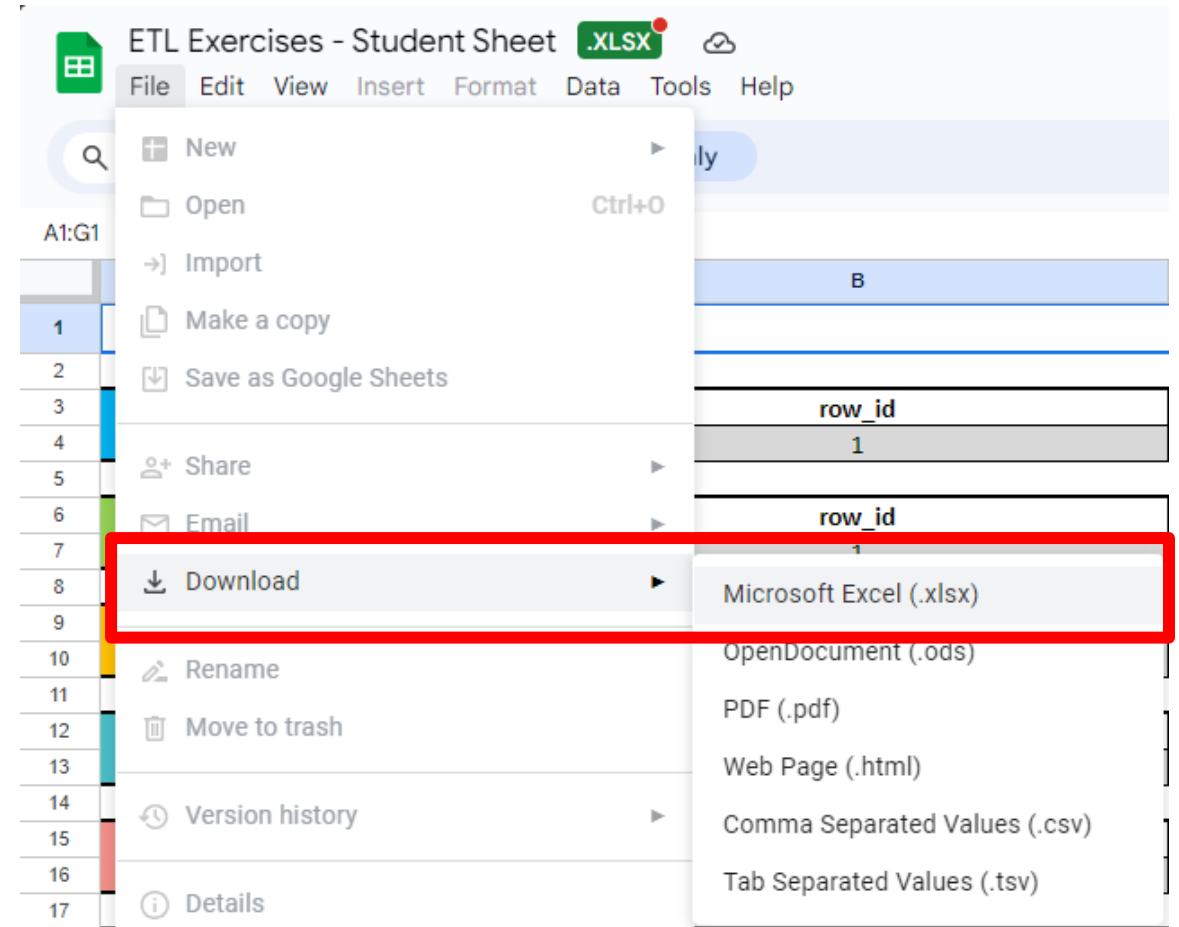 ETL Exercises - Student Sheet .XLSX
File Edit View Insert Format Data Tools Help
New
Open Ctrl+O
Import
Make a copy
Save as Google Sheets
Share
Email
Download
Rename
Move to trash
Version history
Details
Microsoft Excel (.xlsx)
OpenDocument (.ods)
PDF (.pdf)
Web Page (.html)
Comma Separated Values (.csv)
Tab Separated Values (.tsv)
A1:G1
B
1
2
3 row_id
4 1
5
6 row_id
7 1
8
9
10
11
12
13
14
15
16
17